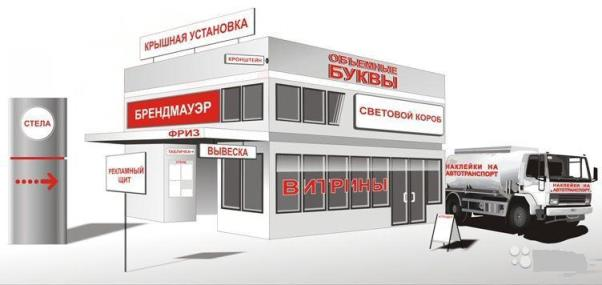 КРЫШНАЯ УСТАНОВКА
КРОНШТЕЙН
ОБЪЕМНЫЕ
БУКВЫ
БРЕНДМАУЭР
СВЕТОВОЙ КОРОБ
СТЕЛА
ФРИЗ
ТАБЛИЧКА
ВЫВЕСКА
РЕКЛАМНЫЙ
ЩИТ
ВИТРИНЫ
НАКЛЕЙКИ НА
АВТОТРАНСПОРТ
НАКЛЕЙКИ НА
АВТОТРАНСПОРТ